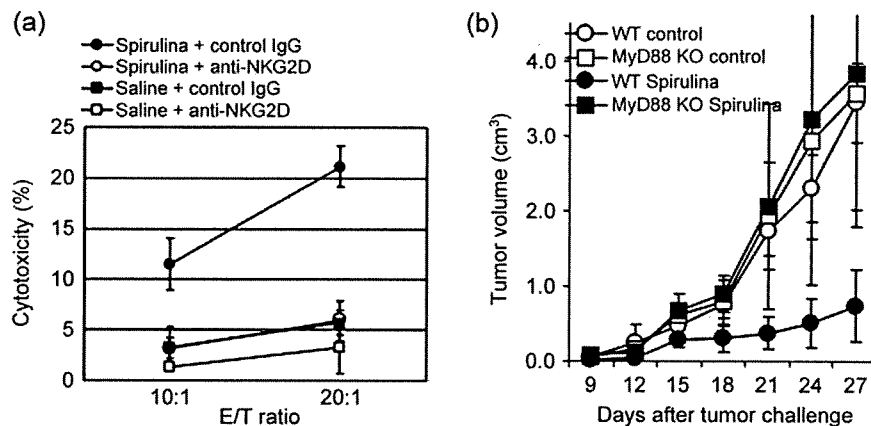 (a)
Spirulina + control IgG
Spirulina + anti-NKG2D
Saline + control IgG
Saline + anti-NKG2D
25
20
15
10
5
0
Cytotoxicity (%)
10:1
20:1
E/T ratio
(b)
WT control
MyD88 KO control
WT Spirulina
MyD88 KO Spirulina
4.0
3.0
2.0
1.0
0.0
Tumor volume (cm³)
9
12
15
18
21
24
27
Days after tumor challenge